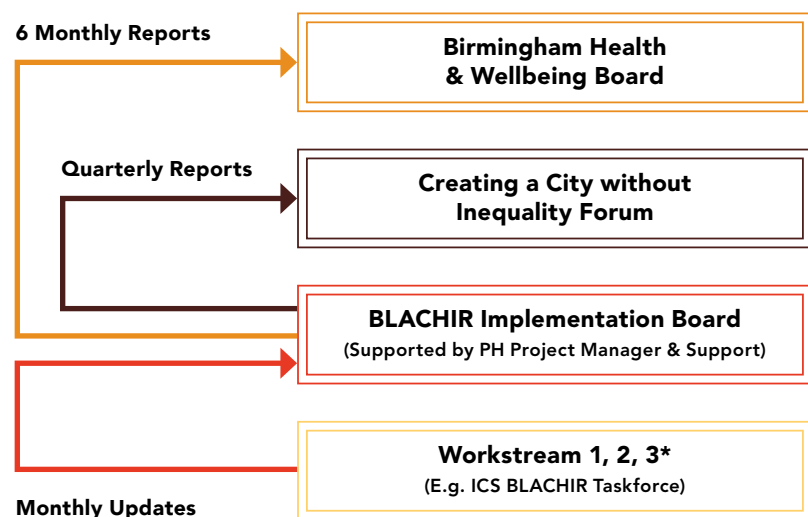 6 Monthly Reports
Birmingham Health
& Wellbeing Board
Quarterly Reports
Creating a City without
Inequality Forum
BLACHIR Implementation Board
(Supported by PH Project Manager & Support)
Workstream 1, 2, 3*
(E.g. ICS BLACHIR Taskforce)
Monthly Updates